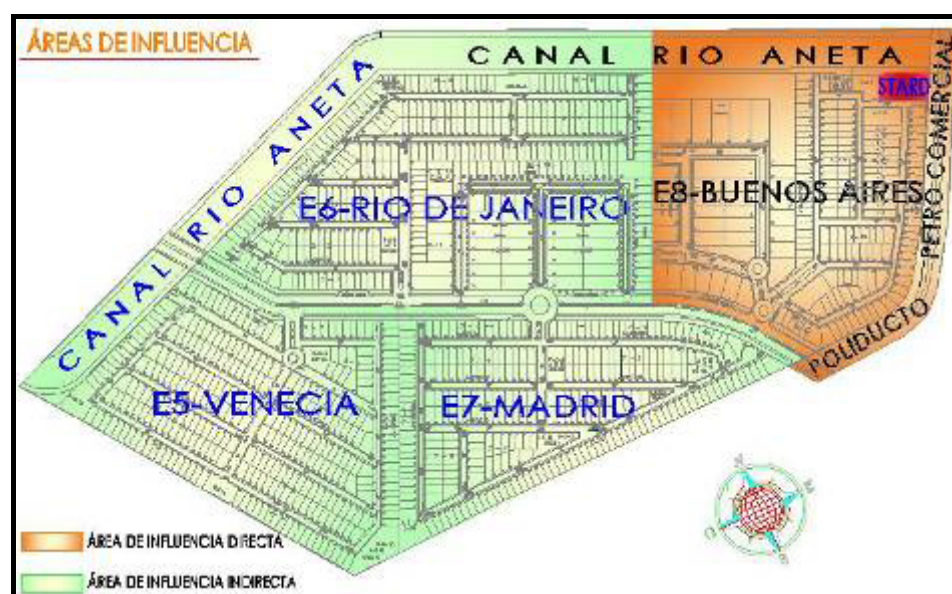 ÁREAS DE INFLUENCIA
CANAL RIO ANETA
CANAL RIO ANETA
STARD
PETRO COMERCIAL
E6-RIO DE JANEIRO
E8-BUENOS AIRES
POLIDUCTO
E5-VENECIA
E7-MADRID
ÁREA DE INFLUENCIA DIRECTA
ÁREA DE INFLUENCIA INDIRECTA